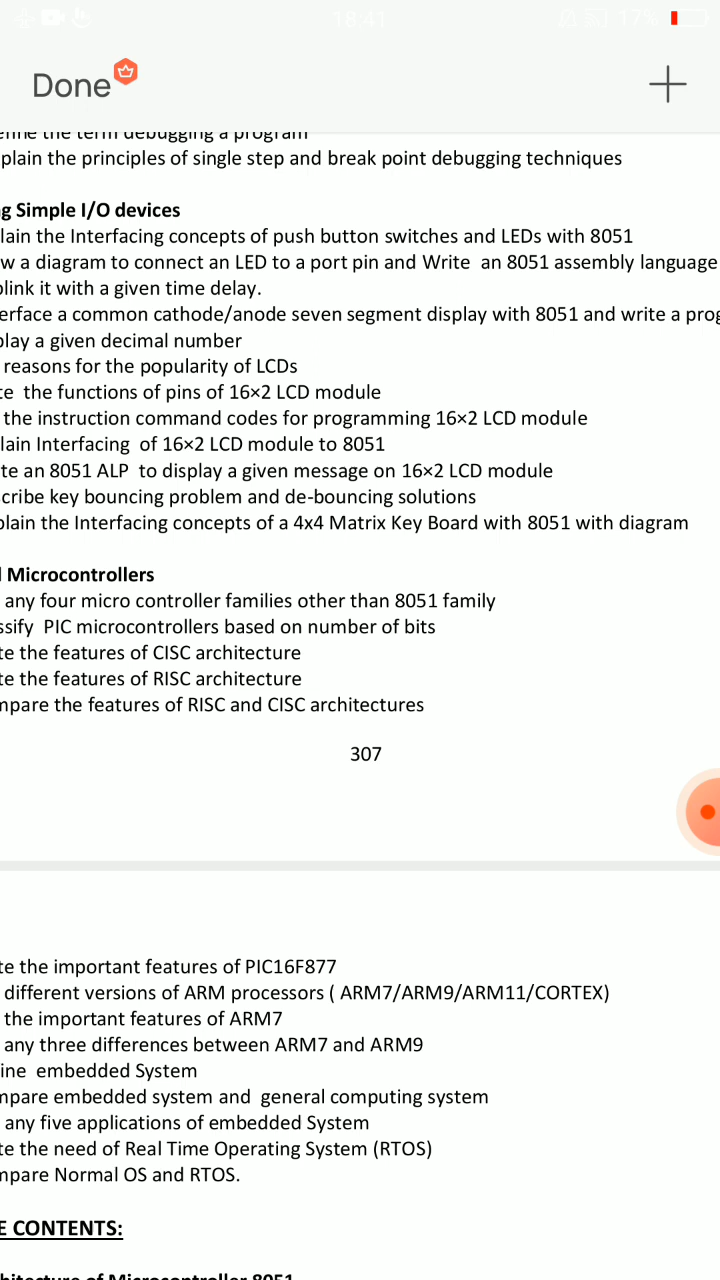 18:41
17%
Done
efine the term debugging a program
plain the principles of single step and break point debugging techniques
g Simple I/O devices
lain the Interfacing concepts of push button switches and LEDs with 8051
w a diagram to connect an LED to a port pin and Write an 8051 assembly language
blink it with a given time delay.
erface a common cathode/anode seven segment display with 8051 and write a prog
play a given decimal number
reasons for the popularity of LCDs
te the functions of pins of 16×2 LCD module
the instruction command codes for programming 16×2 LCD module
lain Interfacing of 16×2 LCD module to 8051
te an 8051 ALP to display a given message on 16×2 LCD module
cribe key bouncing problem and de-bouncing solutions
plain the Interfacing concepts of a 4x4 Matrix Key Board with 8051 with diagram
Microcontrollers
any four micro controller families other than 8051 family
ssify PIC microcontrollers based on number of bits
te the features of CISC architecture
te the features of RISC architecture
mpare the features of RISC and CISC architectures
307
te the important features of PIC16F877
different versions of ARM processors ( ARM7/ARM9/ARM11/CORTEX)
the important features of ARM7
any three differences between ARM7 and ARM9
ine embedded System
mpare embedded system and general computing system
any five applications of embedded System
te the need of Real Time Operating System (RTOS)
mpare Normal OS and RTOS.
E CONTENTS:
hitecture of Microcontroller 8051